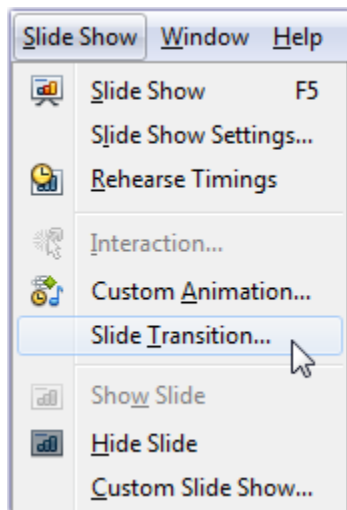 Slide Show Window Help
Slide Show F5
Slide Show Settings...
Rehearse Timings
Interaction...
Custom Animation...
Slide Transition...
Show Slide
Hide Slide
Custom Slide Show...